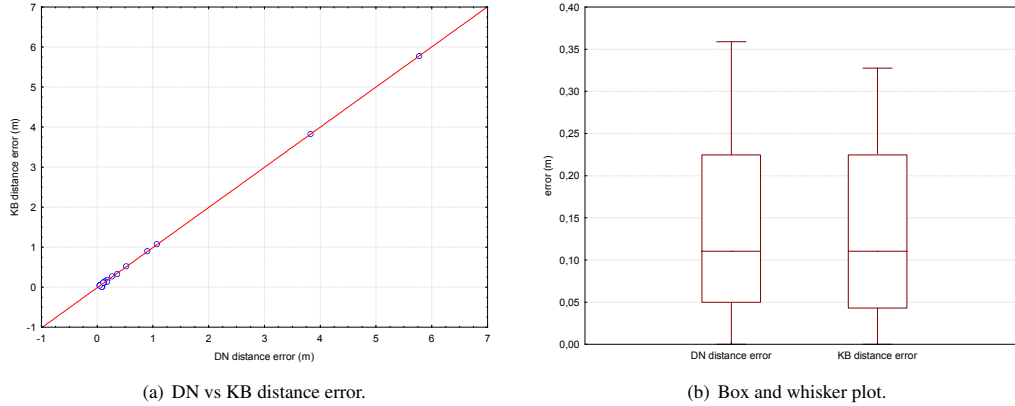 7
6
5
4
3
2
1
0
-1
KB distance error (m)
-1 0 1 2 3 4 5 6 7
DN distance error (m)
(a) DN vs KB distance error.
0,40
0,35
0,30
0,25
0,20
0,15
0,10
0,05
0,00
error (m)
DN distance error KB distance error
(b) Box and whisker plot.